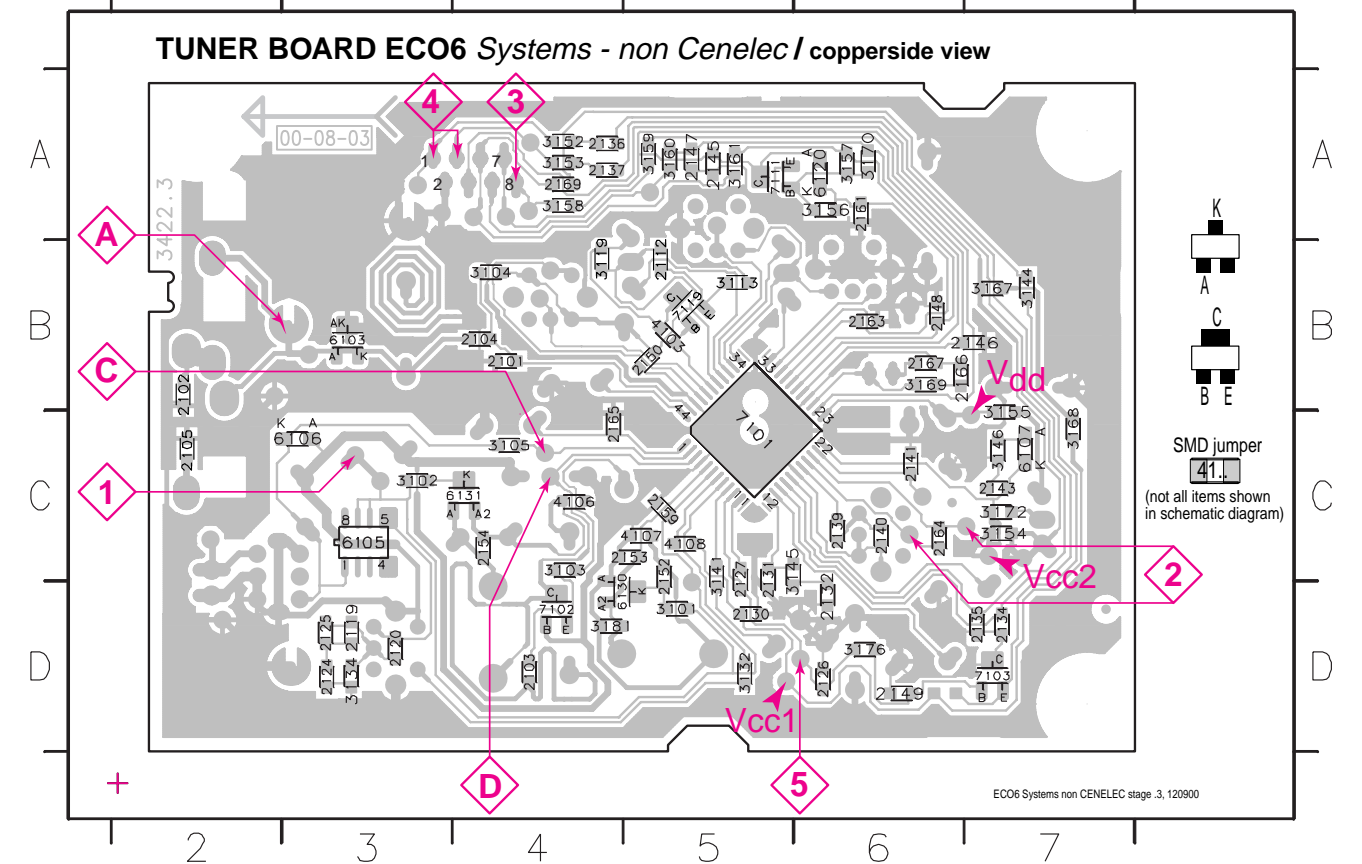 TUNER BOARD ECO6 Systems - non Cenelec / copperside view
A
B
C
D
A
B
C
D
2 3 4 5 6 7
00-08-03
3422.3
4
3
A
C
1
D
5
2
Vdd
Vcc2
Vcc1
1 2 7 8
3152
3153
2169
3158
2136
2137
3159
3160
2147
2145
3161
C 7111 E B
A 6120 K
3157
3170
3156
2161
3104
3119
2112
3113
C 7119 B E
4103
2150
2163
2148
3167
3144
2146
2167
3169
2166
AK 6103 A K
2104
2101
2102
2105
K A
6106
3105
3102
2165
34 33
44 23
7101
1 22
11 12
3155
3168
3146
A 6107 K
2141
2143
3172
3154
2139
2140
2164
K 6131 A A2
4106
2159
4107
4108
2153
2154
8 5
6105
1 4
3103
A 6130 K A2
2152
3141
2127
2131
3145
2132
C 7102 B E
3181
3101
2130
2125
2119
2120
2124
3134
2103
3132
2126
3176
2149
2135
2134
C 7103 B E
K
A
C
B E
SMD jumper
41..
(not all items shown
in schematic diagram)
ECO6 Systems non CENELEC stage .3, 120900